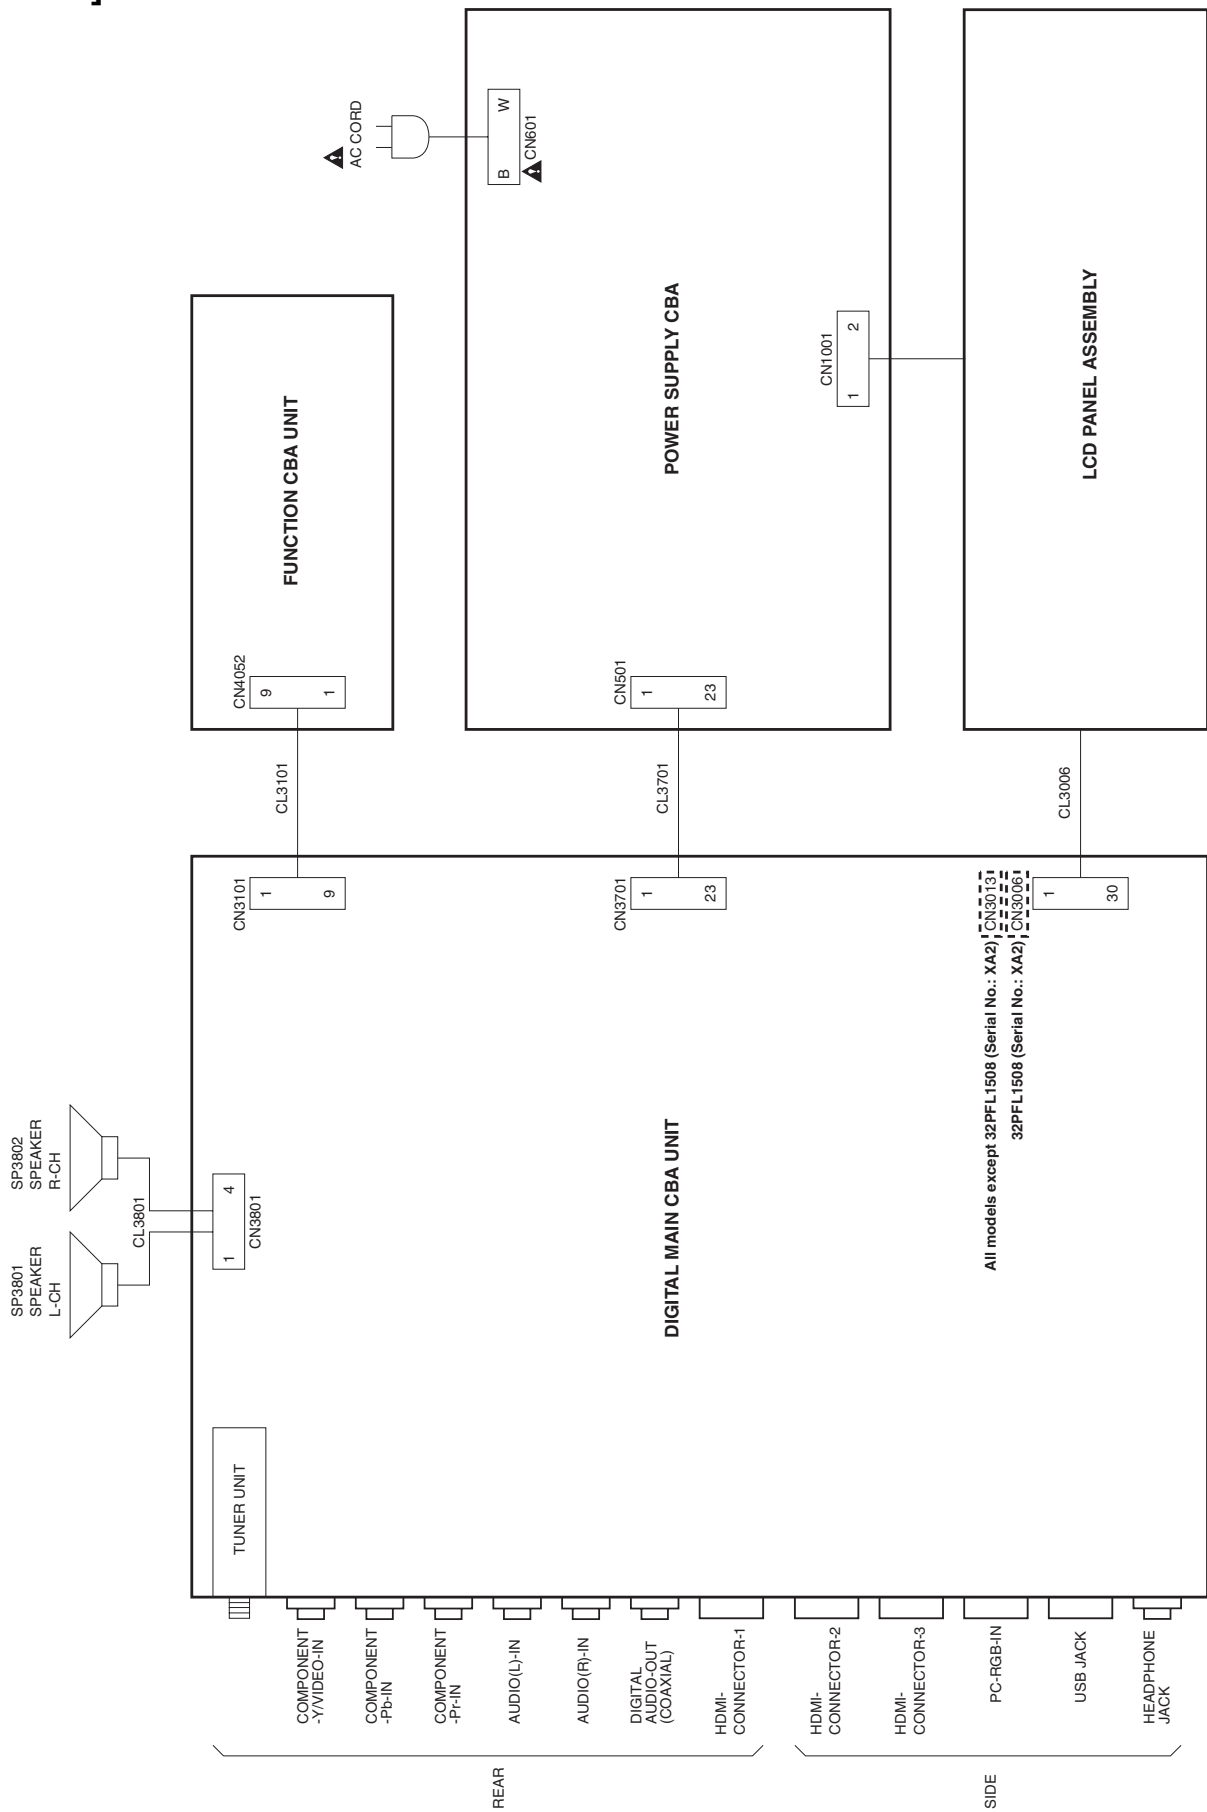 ]
SP3801
SPEAKER
L-CH
SP3802
SPEAKER
R-CH
CL3801
1 4
CN3801
TUNER UNIT
CN3101
1
9
CL3101
CN4052
9
1
FUNCTION CBA UNIT
AC CORD
B W
CN601
COMPONENT
-Y/VIDEO-IN
COMPONENT
-Pb-IN
COMPONENT
-Pr-IN
AUDIO(L)-IN
AUDIO(R)-IN
DIGITAL
AUDIO-OUT
(COAXIAL)
HDMI-
CONNECTOR-1
REAR
DIGITAL MAIN CBA UNIT
CN3701
1
23
CL3701
CN501
1
23
POWER SUPPLY CBA
CN1001
1 2
HDMI-
CONNECTOR-2
HDMI-
CONNECTOR-3
PC-RGB-IN
USB JACK
HEADPHONE
JACK
SIDE
All models except 32PFL1508 (Serial No.: XA2) CN3013
32PFL1508 (Serial No.: XA2) CN3006
1
30
CL3006
LCD PANEL ASSEMBLY